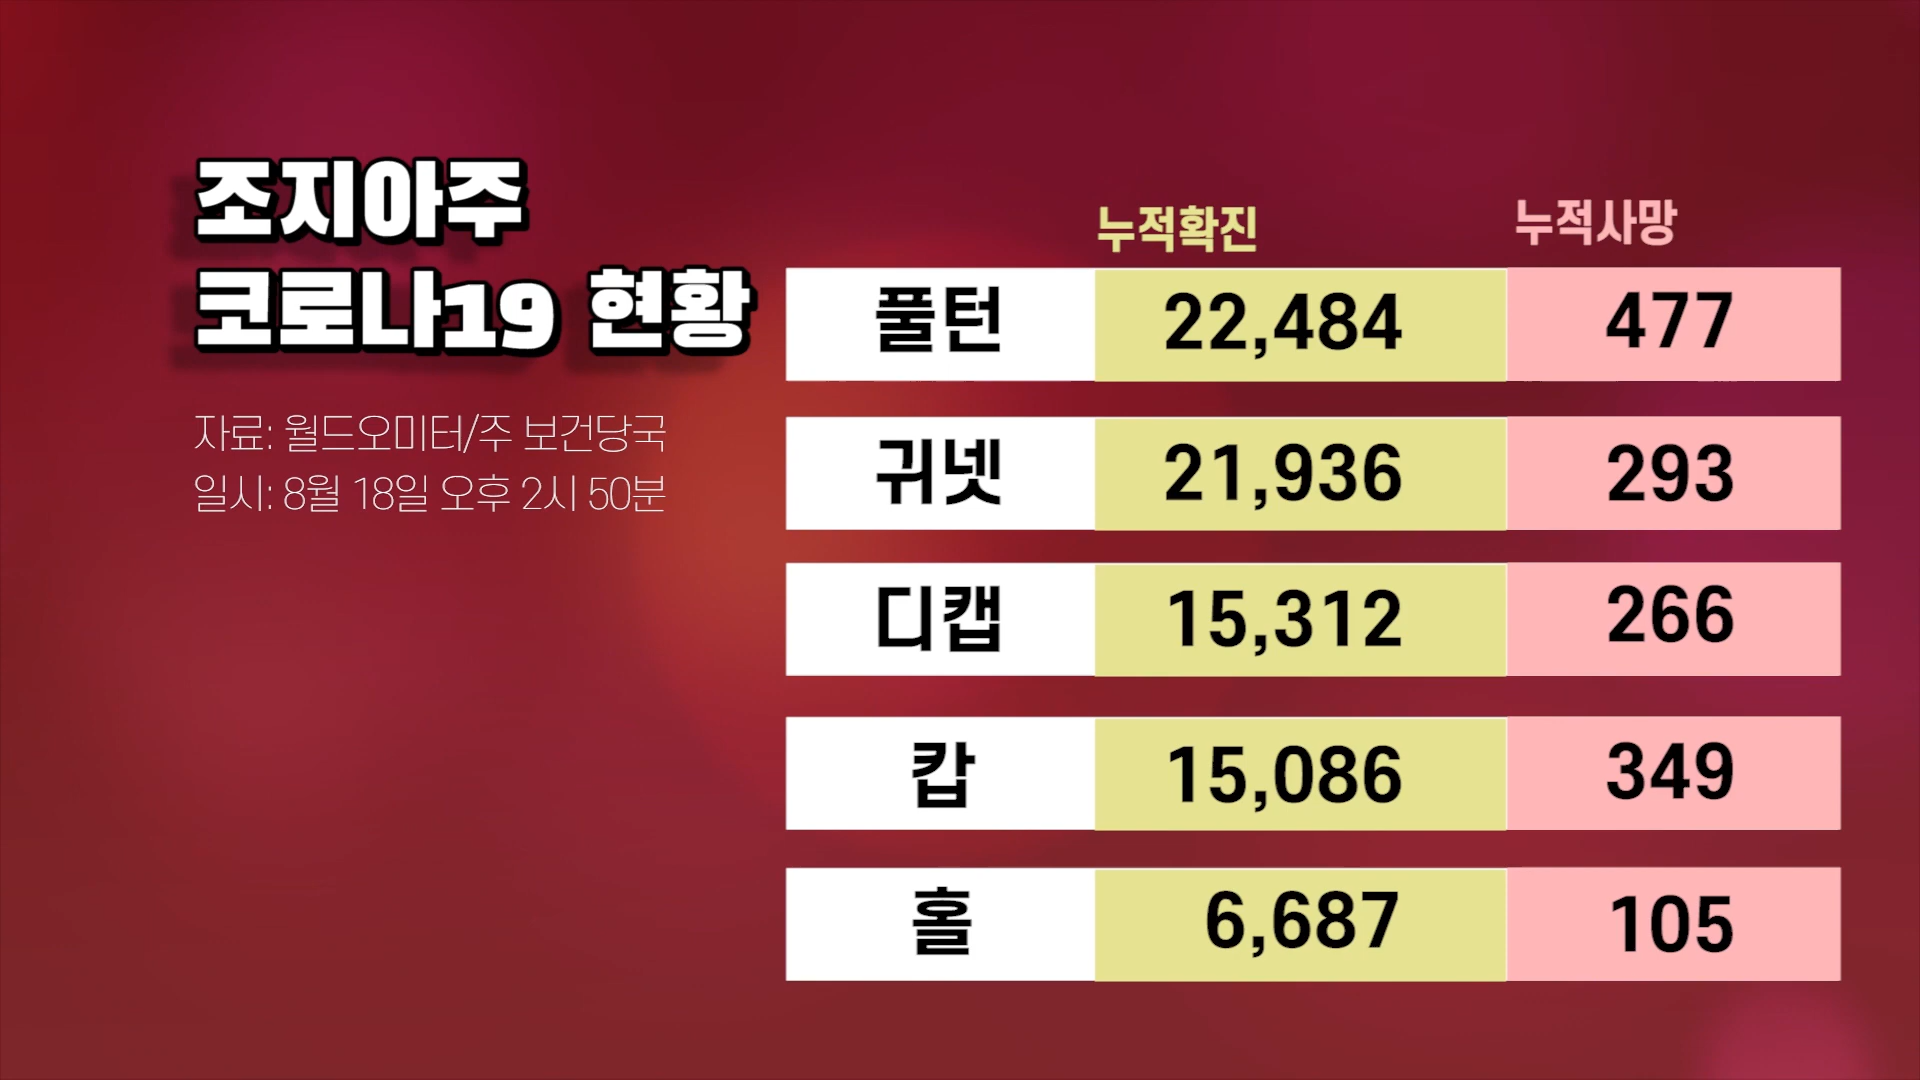 조지아주
코로나19 현황
자료: 월드오미터/주 보건당국
일시: 8월 18일 오후 2시 50분
누적확진 누적사망
풀턴 22,484 477
귀넷 21,936 293
디캡 15,312 266
캅 15,086 349
홀 6,687 105